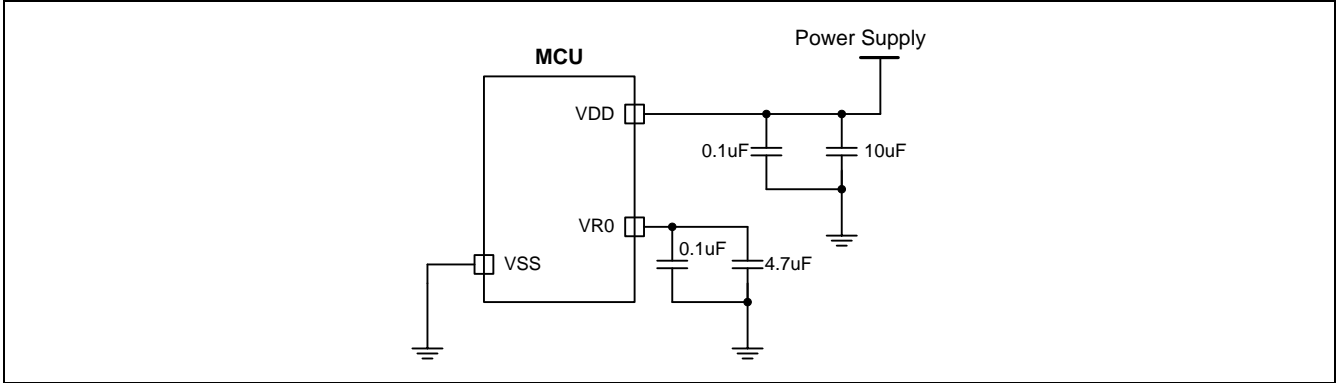 Power Supply
MCU
VDD
0.1uF
10uF
VR0
0.1uF
4.7uF
VSS